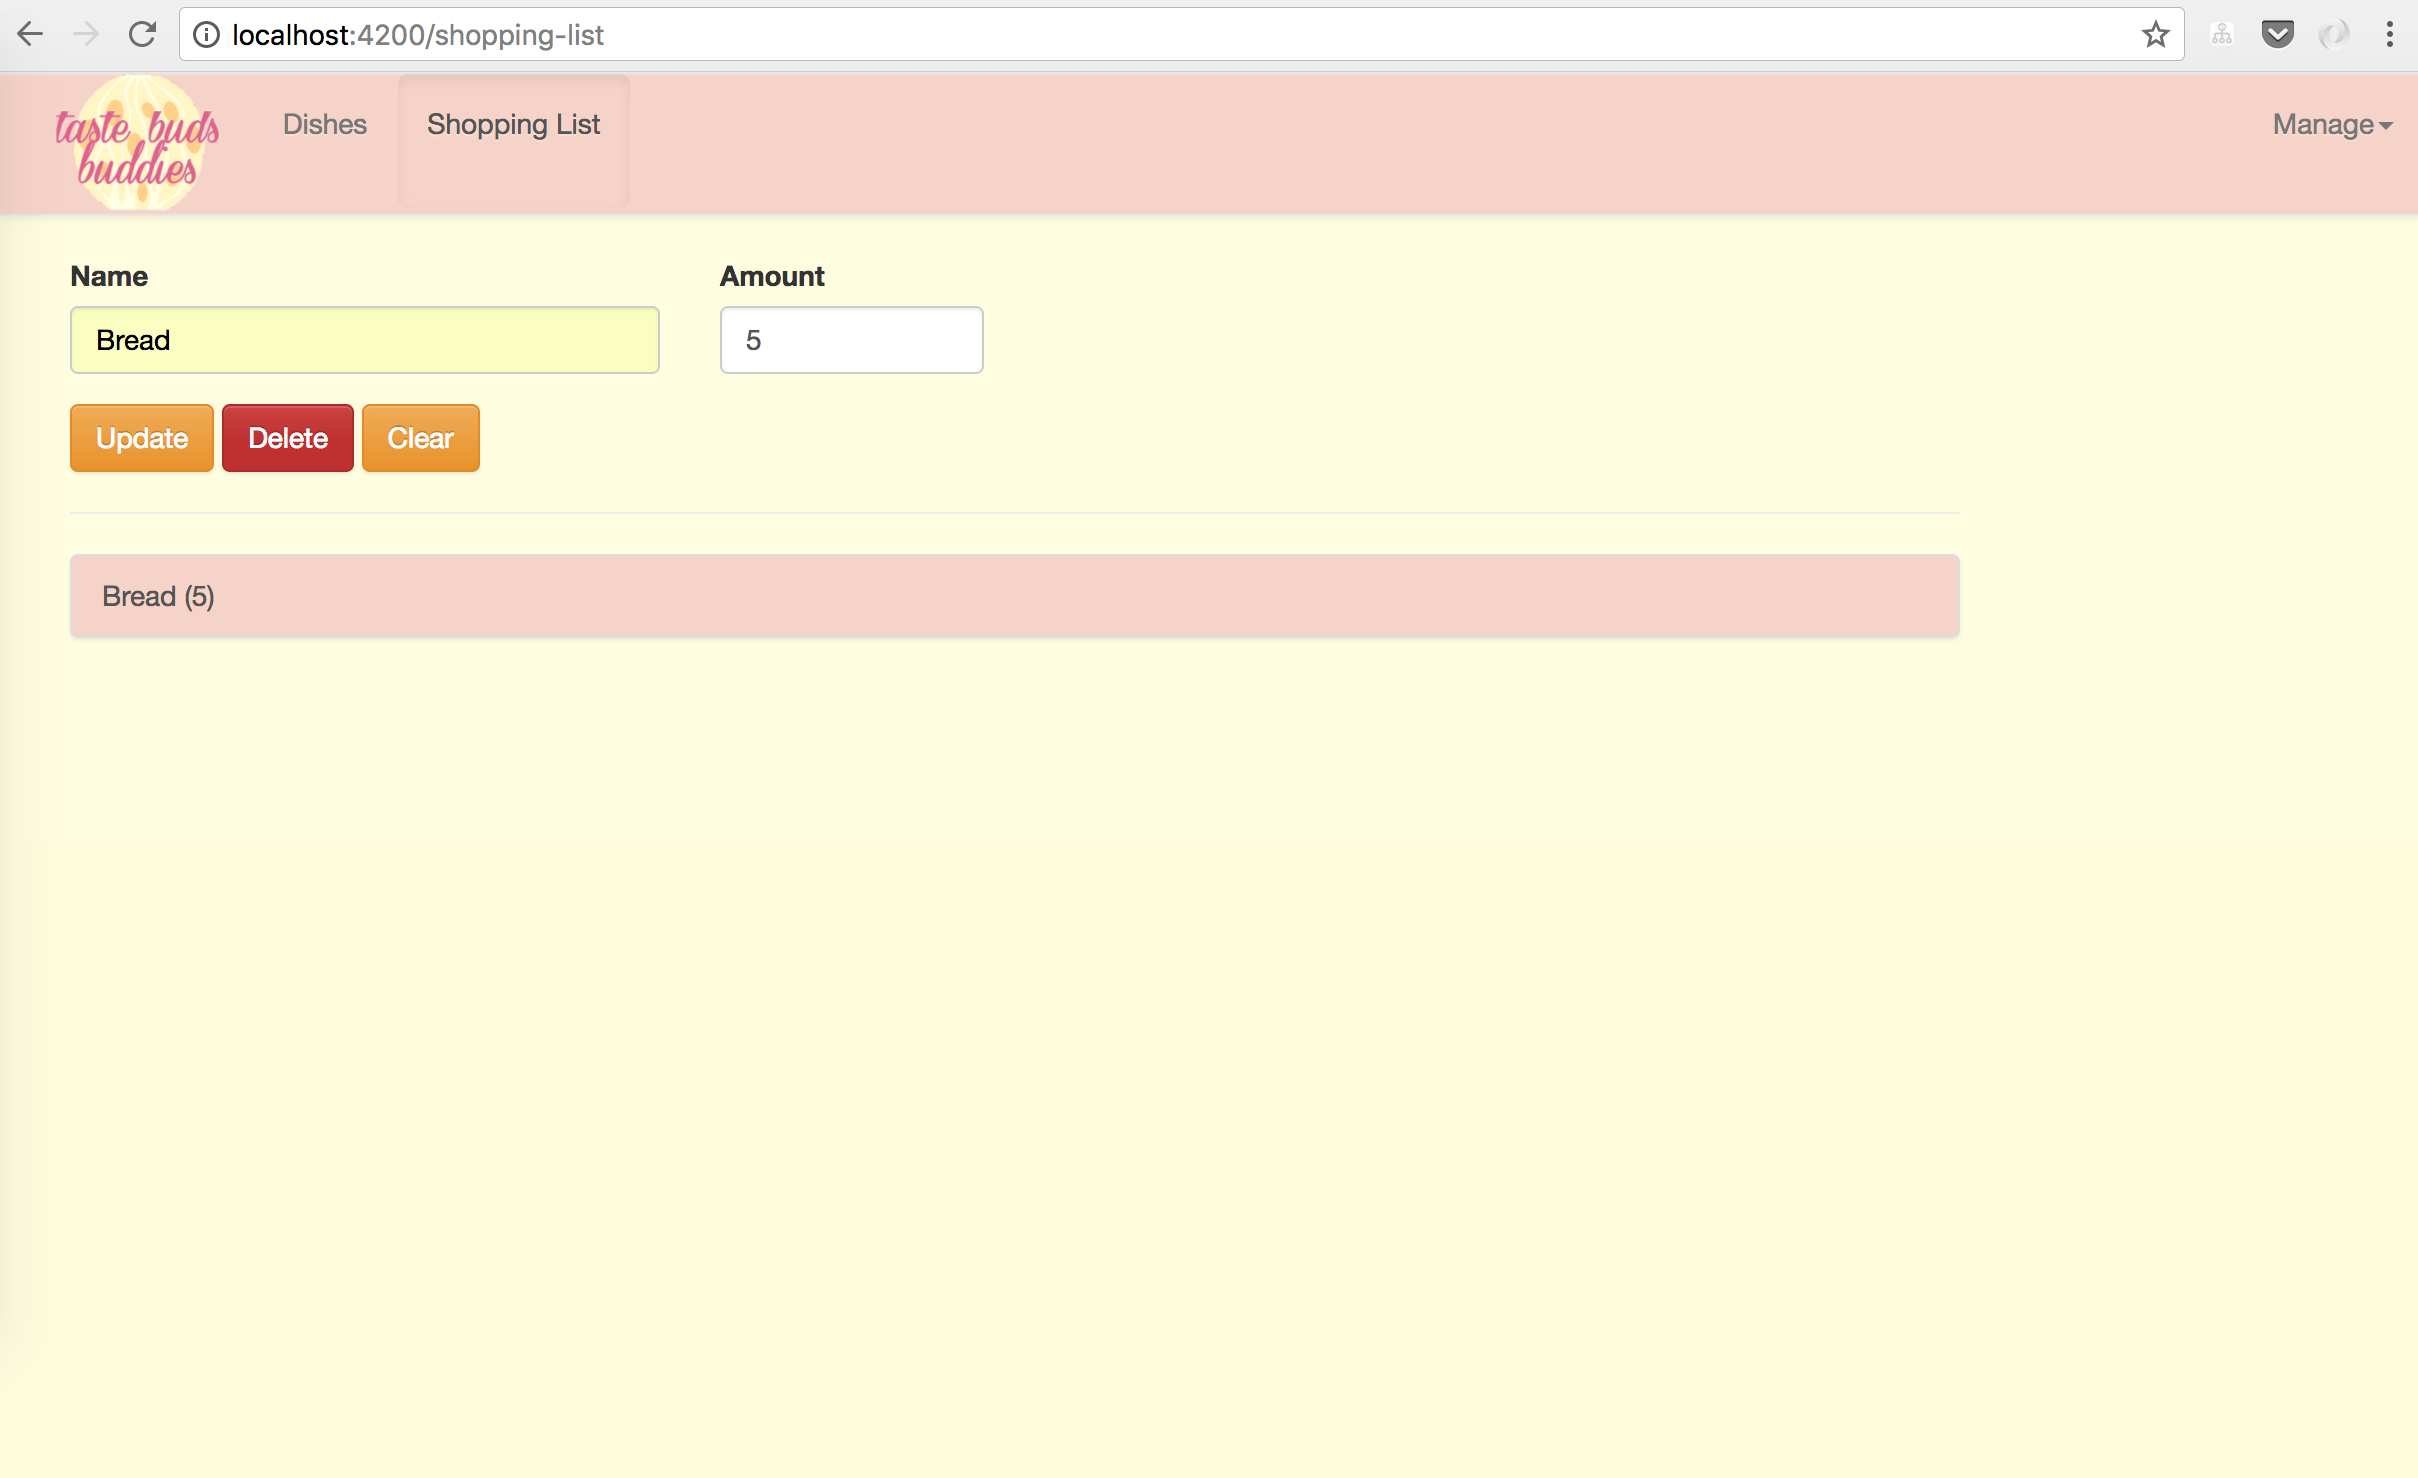 localhost:4200/shopping-list
taste buds
buddies
Dishes
Shopping List
Manage
Name
Amount
Bread
5
Update
Delete
Clear
Bread (5)